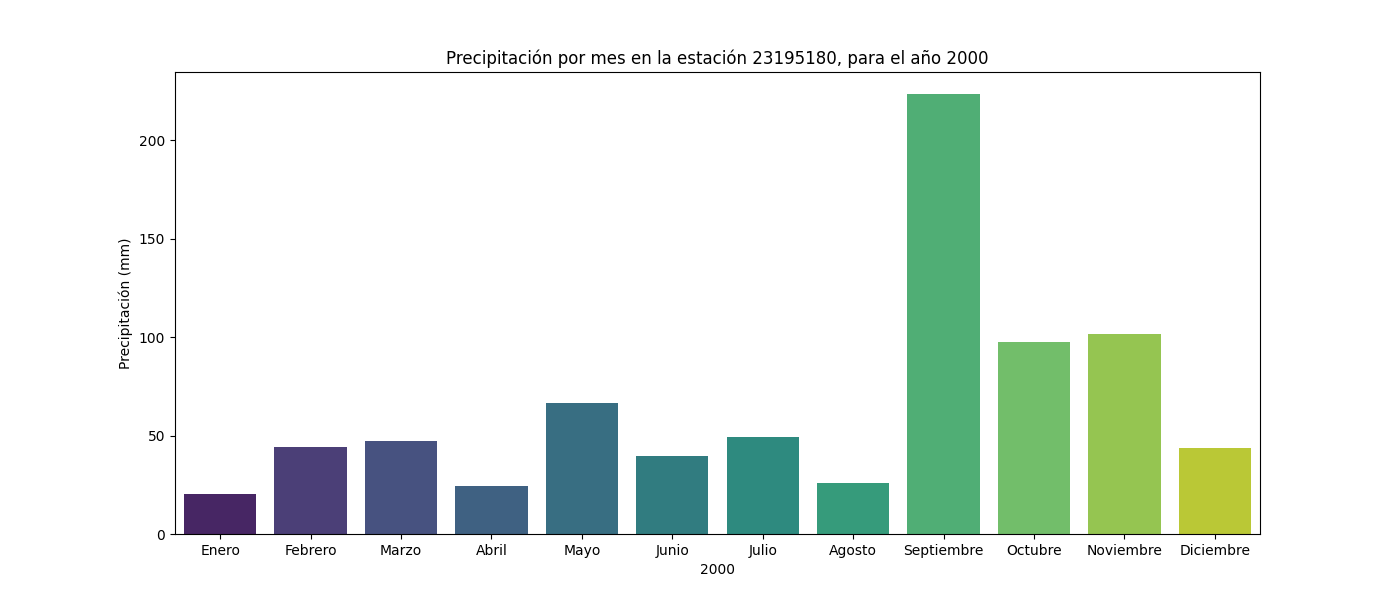 Precipitación por mes en la estación 23195180, para el año 2000
Precipitación (mm)
200
150
100
50
0
Enero Febrero Marzo Abril Mayo Junio Julio Agosto Septiembre Octubre Noviembre Diciembre
2000